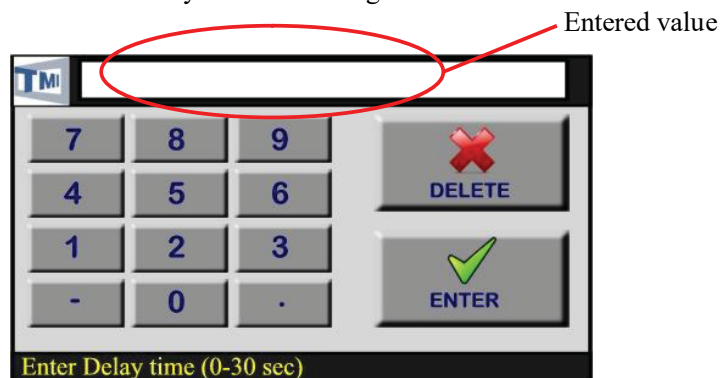 Entered value
TMI
7 8 9
DELETE
4 5 6
1 2 3
ENTER
- 0 .
Enter Delay time (0-30 sec)